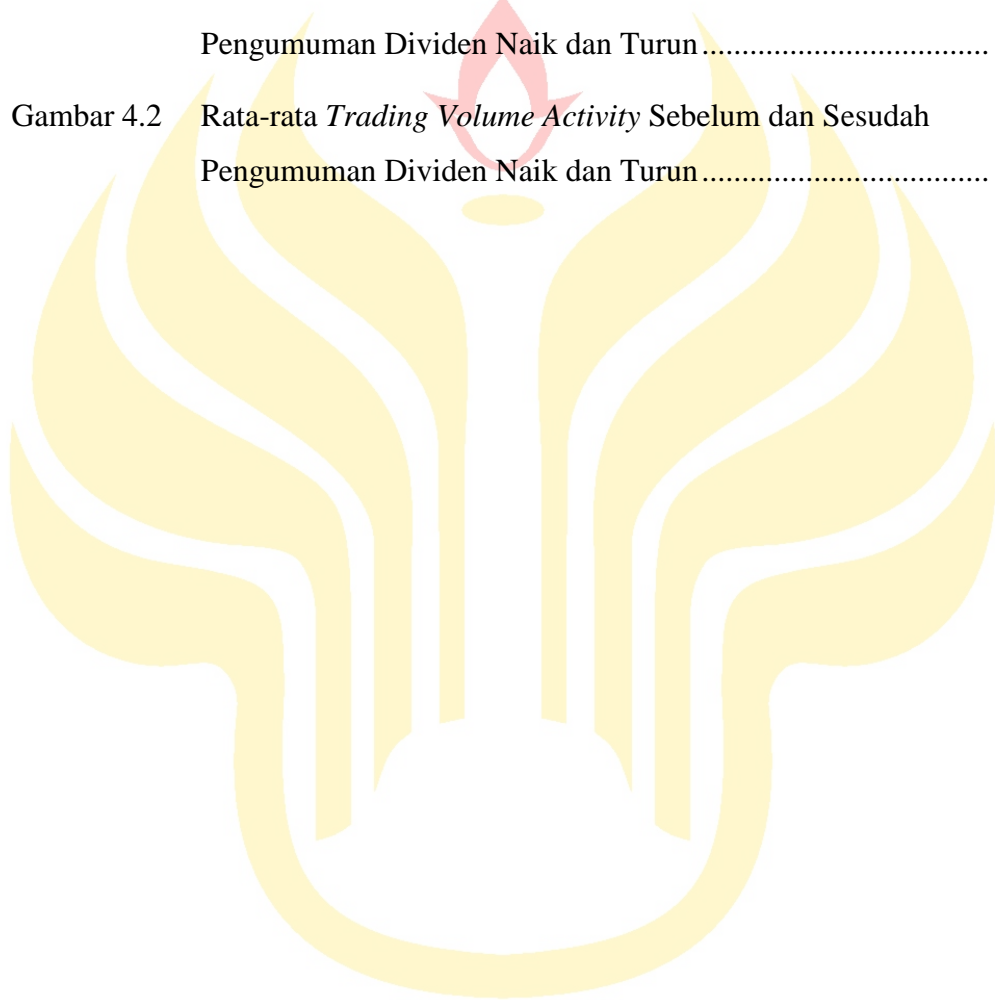 Pengumuman Dividen Naik dan Turun....................................
Gambar 4.2 Rata-rata Trading Volume Activity Sebelum dan Sesudah
Pengumuman Dividen Naik dan Turun....................................